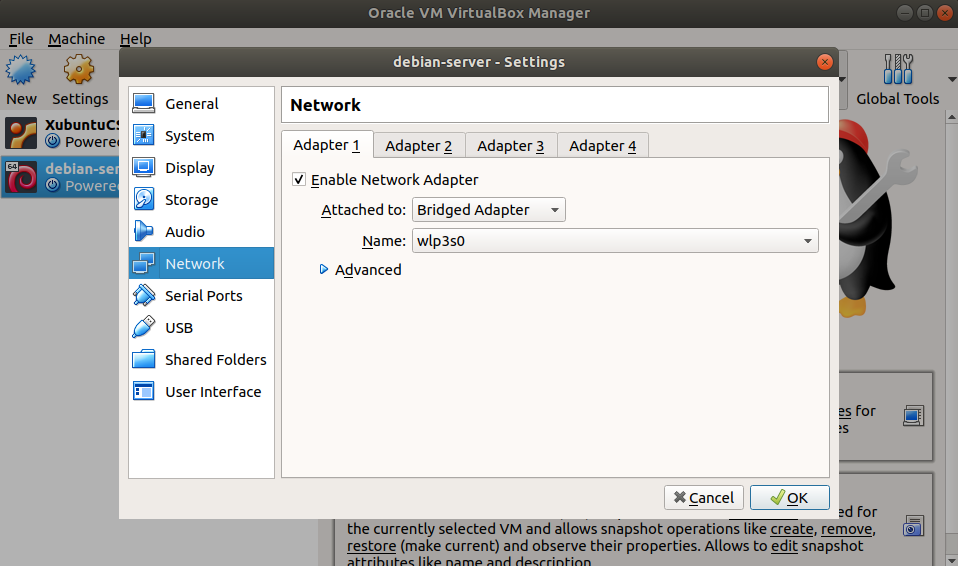 Oracle VM VirtualBox Manager
File Machine Help
New Settings
Global Tools
XubuntuCS
Powere
64
debian-ser
Powere
debian-server - Settings
General
System
Display
Storage
Audio
Network
Serial Ports
USB
Shared Folders
User Interface
Network
Adapter 1 Adapter 2 Adapter 3 Adapter 4
Enable Network Adapter
Attached to: Bridged Adapter
Name: wlp3s0
Advanced
Cancel OK
es for
es
ed for
the currently selected VM and allows snapshot operations like create, remove,
restore (make current) and observe their properties. Allows to edit snapshot
attributes like name and description.